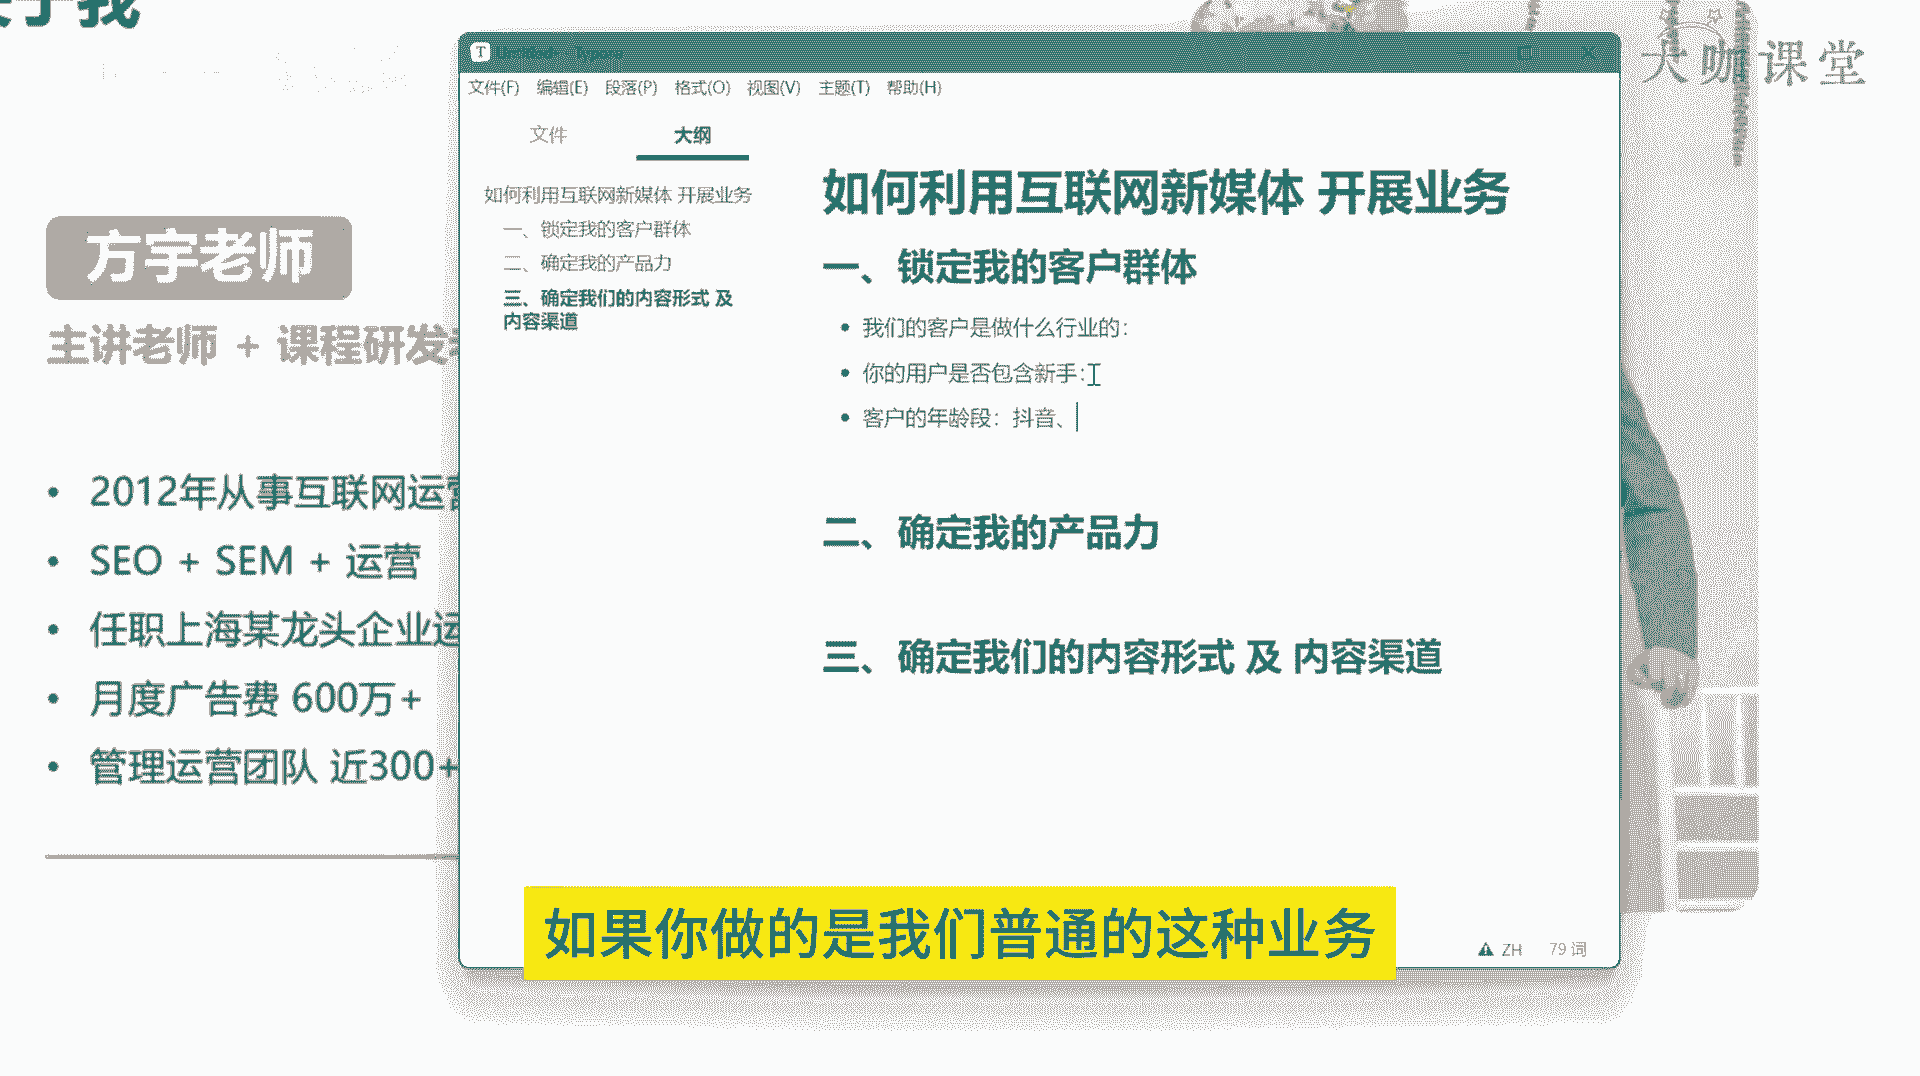 大咖课堂
Untitled - Typora
文件(F) 编辑(E) 段落(P) 格式(O) 视图(V) 主题(T) 帮助(H)
文件 大纲
如何利用互联网新媒体 开展业务
一、锁定我的客户群体
二、确定我的产品力
三、确定我们的内容形式 及
内容渠道
如何利用互联网新媒体 开展业务
一、锁定我的客户群体
• 我们的客户是做什么行业的：
• 你的用户是否包含新手：
• 客户的年龄段：抖音、
二、确定我的产品力
三、确定我们的内容形式 及 内容渠道
ZH 79 词
方宇老师
主讲老师 + 课程研发
• 2012年从事互联网运营
• SEO + SEM + 运营
• 任职上海某龙头企业运
• 月度广告费 600万+
• 管理运营团队 近300+
如果你做的是我们普通的这种业务